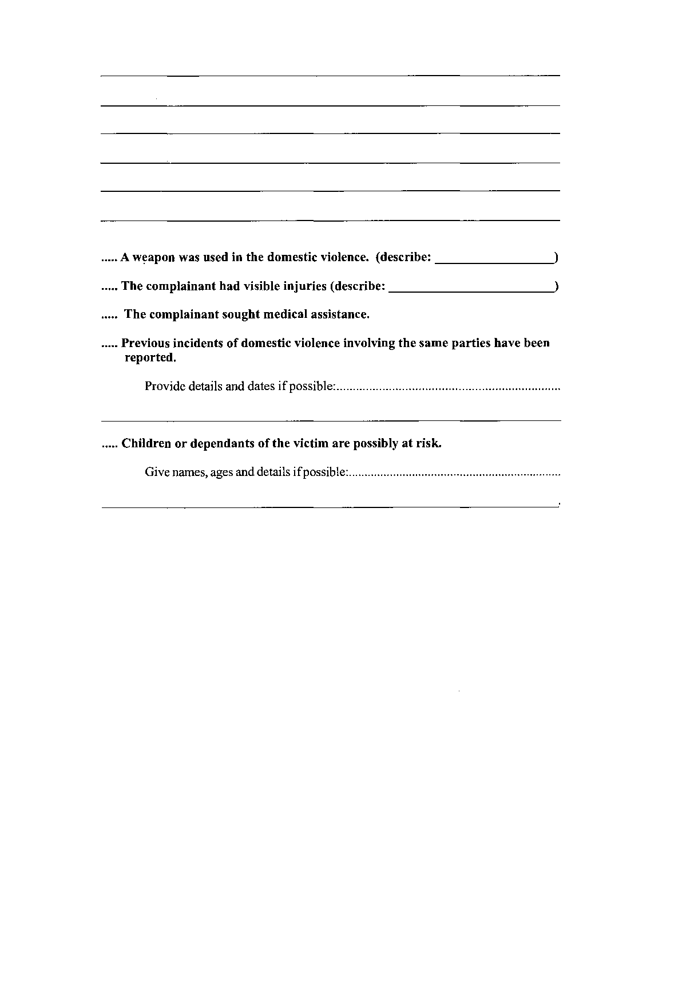 ..... A weapon was used in the domestic violence. (describe: ____________________)
..... The complainant had visible injuries (describe: ____________________________)
..... The complainant sought medical assistance.
..... Previous incidents of domestic violence involving the same parties have been
reported.
Provide details and dates if possible:....................................................................
..... Children or dependants of the victim are possibly at risk.
Give names, ages and details if possible:................................................................